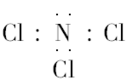 . .
Cl : N : Cl
. .
Cl